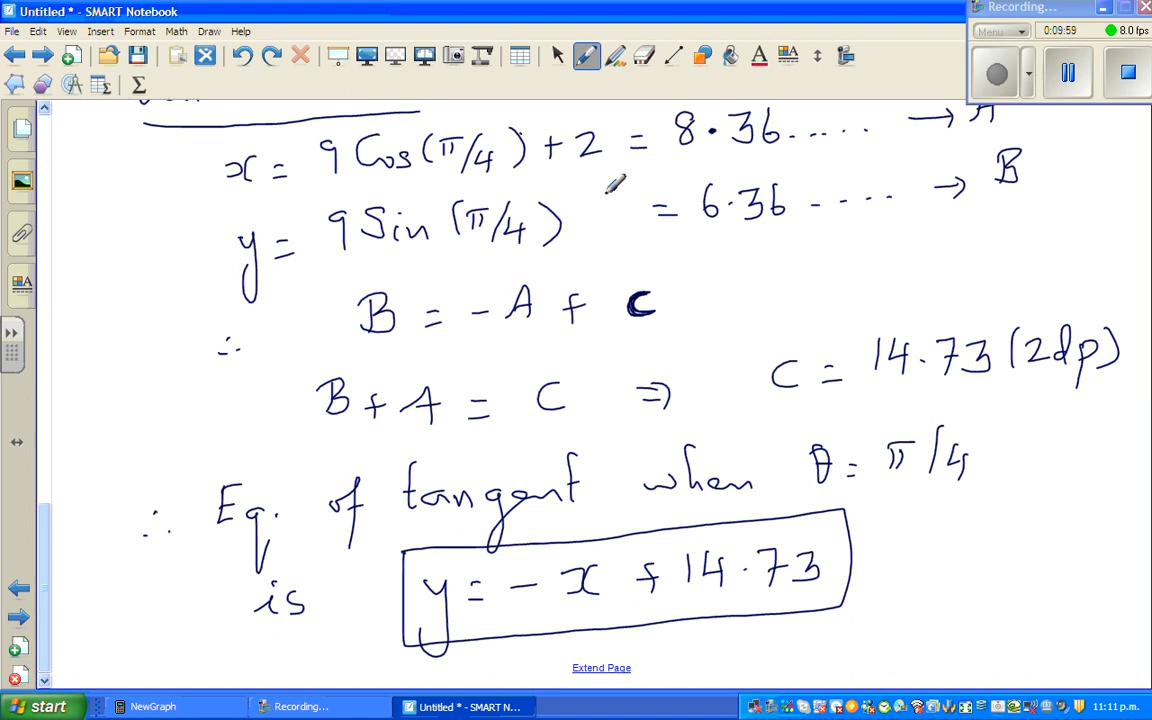 Untitled * - SMART Notebook
Recording...
File Edit View Insert Format Math Draw Help
Menu
0:09:59
8.0 fps
x = 9 Cos(π/4) + 2 = 8.36..... → A
y = 9 Sin (π/4) = 6.36 .... → B
∴ B = - A + C
B + A = C ⇒ C = 14.73 (2dp)
∴ Eq. of tangent when θ = π/4
is y = - x + 14.73
Extend Page
start
NewGraph
Recording...
Untitled * - SMART N...
11:11 p.m.